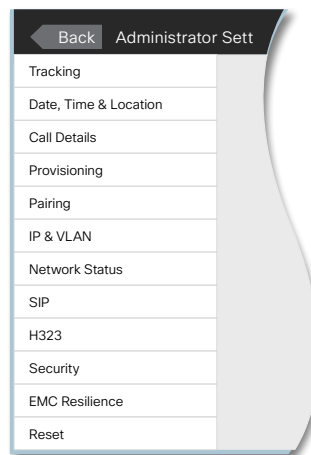 Back Administrator Sett
Tracking
Date, Time & Location
Call Details
Provisioning
Pairing
IP & VLAN
Network Status
SIP
H323
Security
EMC Resilience
Reset